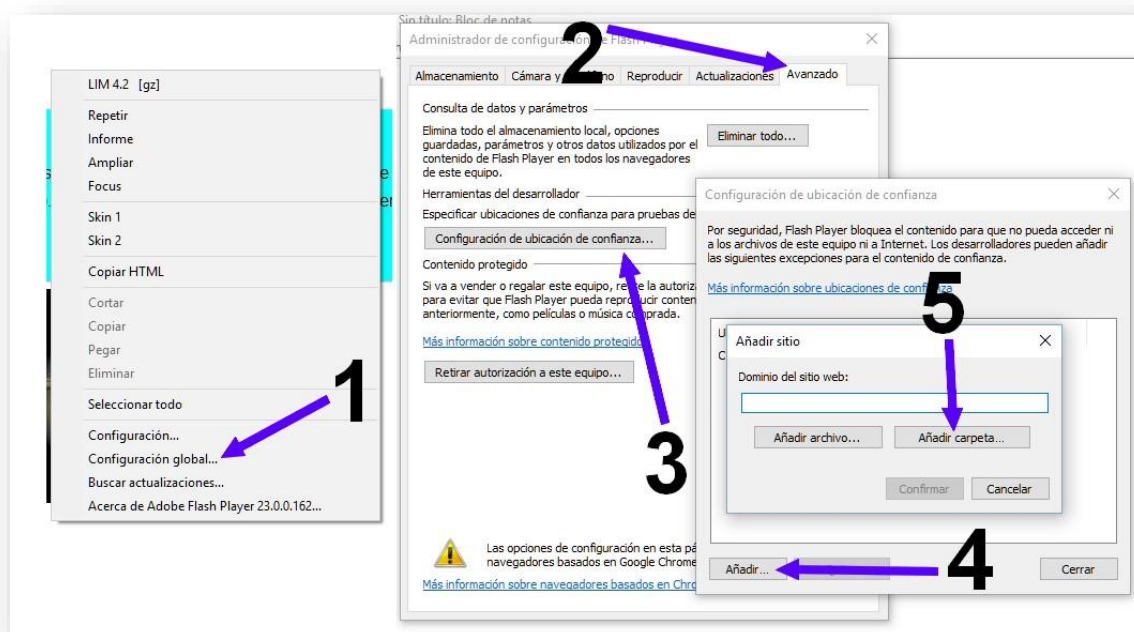 Sin título: Bloc de notas
LIM 4.2 [gz]
Repetir
Informe
Ampliar
Focus
Skin 1
Skin 2
Copiar HTML
Cortar
Copiar
Pegar
Eliminar
Seleccionar todo
Configuración...
Configuración global...
Buscar actualizaciones...
Acerca de Adobe Flash Player 23.0.0.162...
1
Administrador de configuración de Flash Player
2
Almacenamiento Cámara y Reproducir Actualizaciones Avanzado
Consulta de datos y parámetros
Elimina todo el almacenamiento local, opciones
guardadas, parámetros y otros datos utilizados por el
contenido de Flash Player en todos los navegadores
de este equipo.
Eliminar todo...
Herramientas del desarrollador
Especificar ubicaciones de confianza para pruebas de
Configuración de ubicación de confianza...
Contenido protegido
Si va a vender o regalar este equipo, retire la autoriz
para evitar que Flash Player pueda reproducir conten
anteriormente, como películas o música comprada.
Más información sobre contenido protegido
Retirar autorización a este equipo...
3
Las opciones de configuración en esta pá
navegadores basados en Google Chrome
Más información sobre navegadores basados en Chro
Configuración de ubicación de confianza
Por seguridad, Flash Player bloquea el contenido para que no pueda acceder ni
a los archivos de este equipo ni a Internet. Los desarrolladores pueden añadir
las siguientes excepciones para el contenido de confianza.
Más información sobre ubicaciones de confianza
5
Añadir sitio
Dominio del sitio web:
Añadir archivo... Añadir carpeta...
Confirmar Cancelar
Añadir... 4 Cerrar